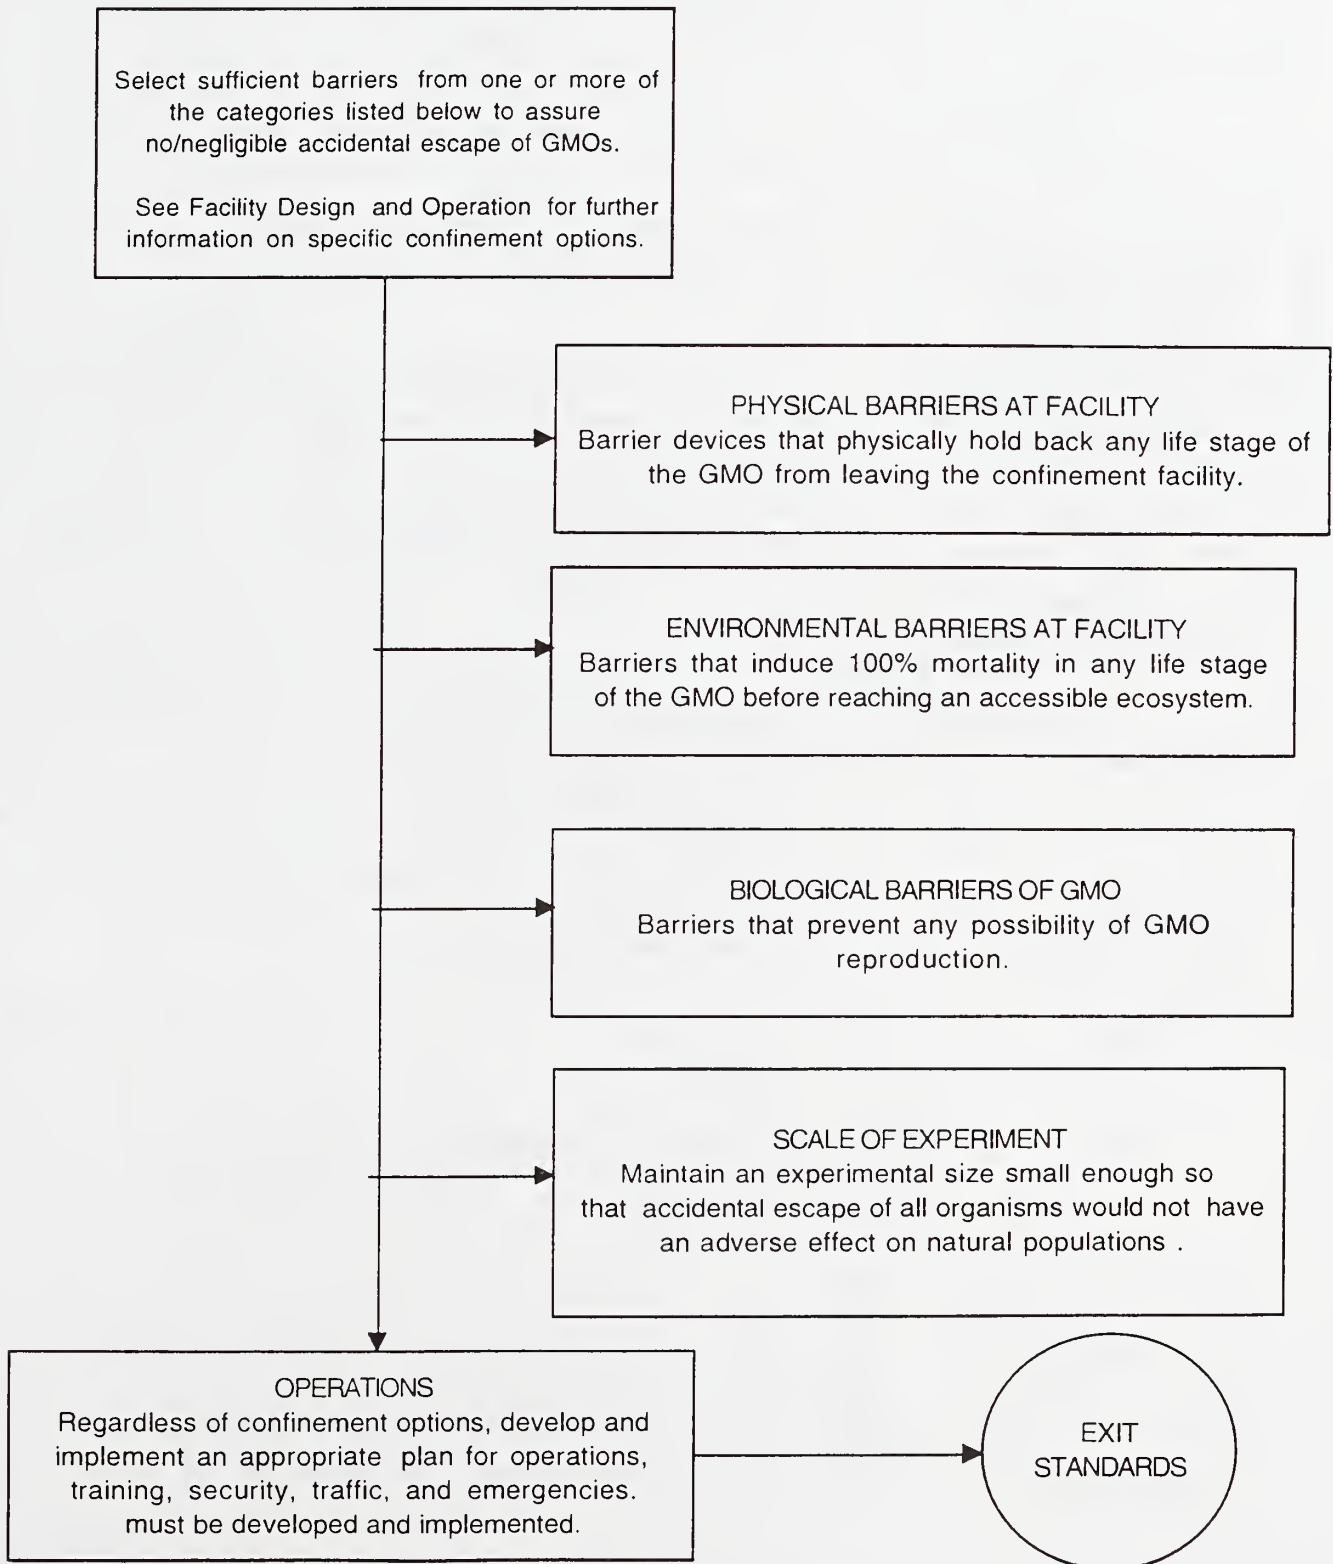 Select sufficient barriers from one or more of
the categories listed below to assure
no/negligible accidental escape of GMOs.
See Facility Design and Operation for further
information on specific confinement options.
PHYSICAL BARRIERS AT FACILITY
Barrier devices that physically hold back any life stage of
the GMO from leaving the confinement facility.
ENVIRONMENTAL BARRIERS AT FACILITY
Barriers that induce 100% mortality in any life stage
of the GMO before reaching an accessible ecosystem.
BIOLOGICAL BARRIERS OF GMO
Barriers that prevent any possibility of GMO
reproduction.
SCALE OF EXPERIMENT
Maintain an experimental size small enough so
that accidental escape of all organisms would not have
an adverse effect on natural populations .
OPERATIONS
Regardless of confinement options, develop and
implement an appropriate plan for operations,
training, security, traffic, and emergencies.
must be developed and implemented.
EXIT
STANDARDS